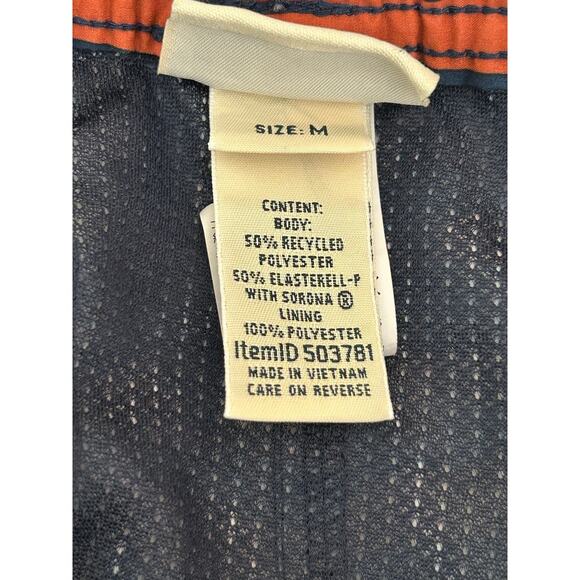 SIZE: M
CONTENT:
BODY:
50% RECYCLED
POLYESTER
50% ELASTERELL-P
WITH SORONA ®
LINING
100% POLYESTER
ItemID 503781
MADE IN VIETNAM
CARE ON REVERSE